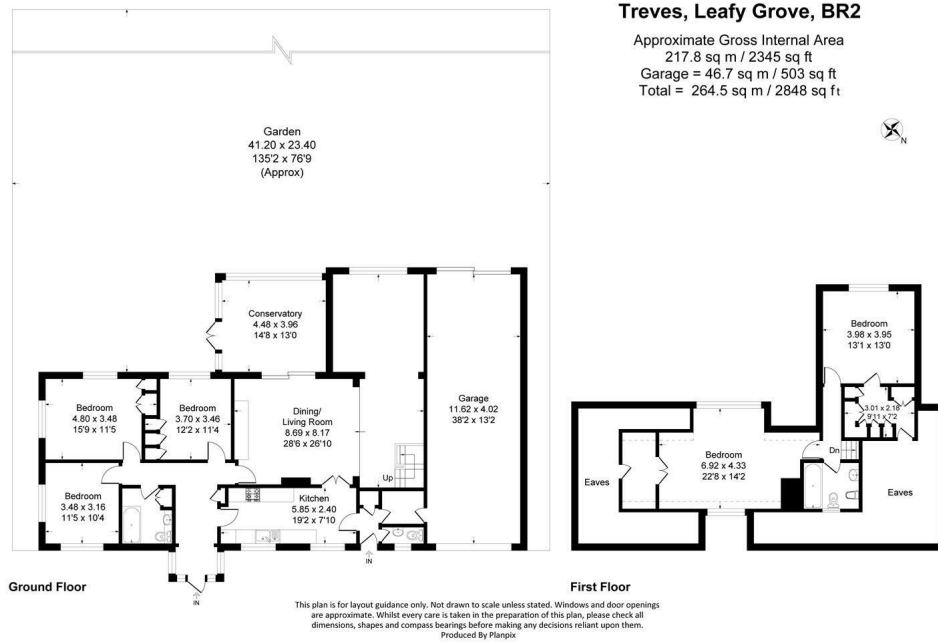 Treves, Leafy Grove, BR2
Approximate Gross Internal Area
217.8 sq m / 2345 sq ft
Garage = 46.7 sq m / 503 sq ft
Total = 264.5 sq m / 2848 sq ft
N
Garden
41.20 x 23.40
135'2 x 76'9
(Approx)
Conservatory
4.48 x 3.96
14'8 x 13'0
Bedroom
4.80 x 3.48
15'9 x 11'5
Bedroom
3.70 x 3.46
12'2 x 11'4
Dining/
Living Room
8.69 x 8.17
28'6 x 26'10
Garage
11.62 x 4.02
38'2 x 13'2
Up
Bedroom
3.48 x 3.16
11'5 x 10'4
Kitchen
5.85 x 2.40
19'2 x 7'10
IN
IN
Ground Floor
Bedroom
3.98 x 3.95
13'1 x 13'0
3.01 x 2.18
9'11 x 7'2
Dn
Bedroom
6.92 x 4.33
22'8 x 14'2
Eaves
Eaves
First Floor
This plan is for layout guidance only. Not drawn to scale unless stated. Windows and door openings
are approximate. Whilst every care is taken in the preparation of this plan, please check all
dimensions, shapes and compass bearings before making any decisions reliant upon them.
Produced By Planpix